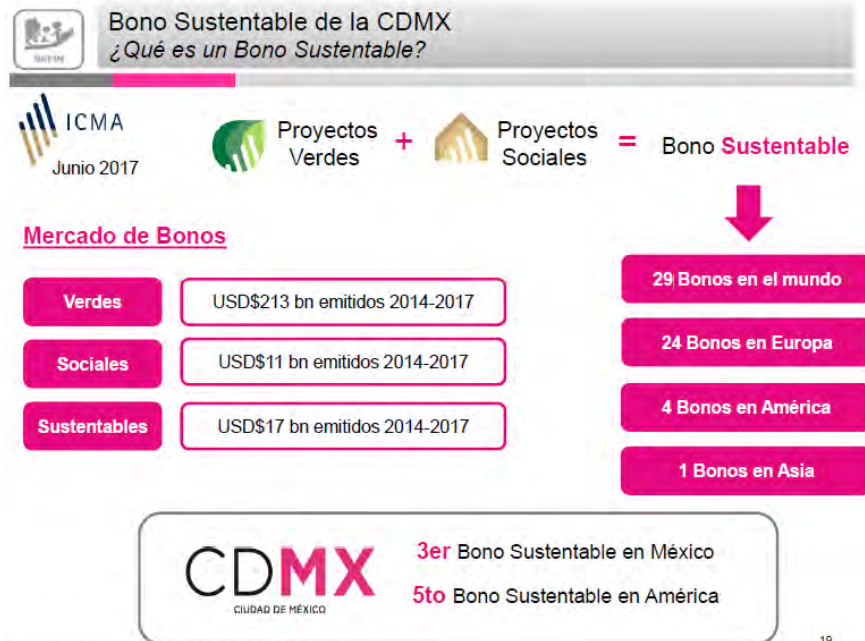 Bono Sustentable de la CDMX
¿Qué es un Bono Sustentable?
ICMA
Junio 2017
Proyectos
Verdes
+
Proyectos
Sociales
=
Bono Sustentable
Mercado de Bonos
Verdes
USD$213 bn emitidos 2014-2017
Sociales
USD$11 bn emitidos 2014-2017
Sustentables
USD$17 bn emitidos 2014-2017
29 Bonos en el mundo
24 Bonos en Europa
4 Bonos en América
1 Bonos en Asia
CDMX
CIUDAD DE MÉXICO
3er Bono Sustentable en México
5to Bono Sustentable en América
19